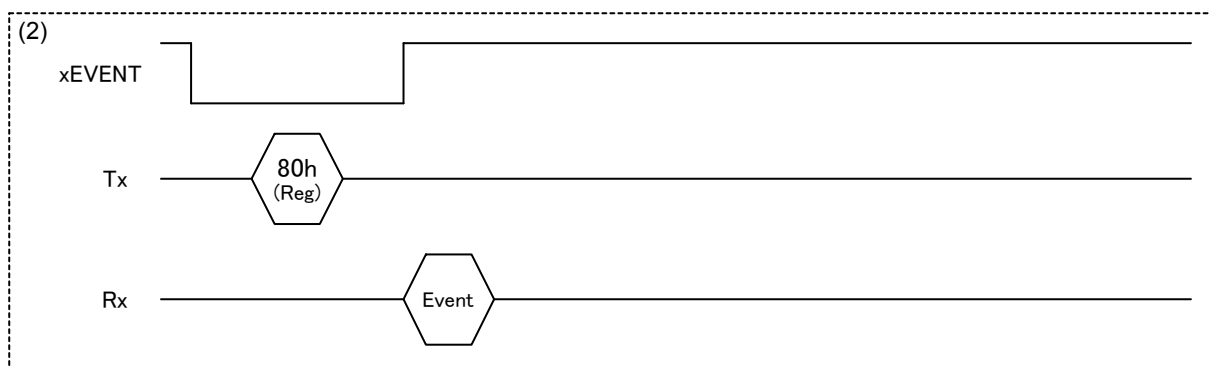 (2)
xEVENT
Tx
80h
(Reg)
Rx
Event